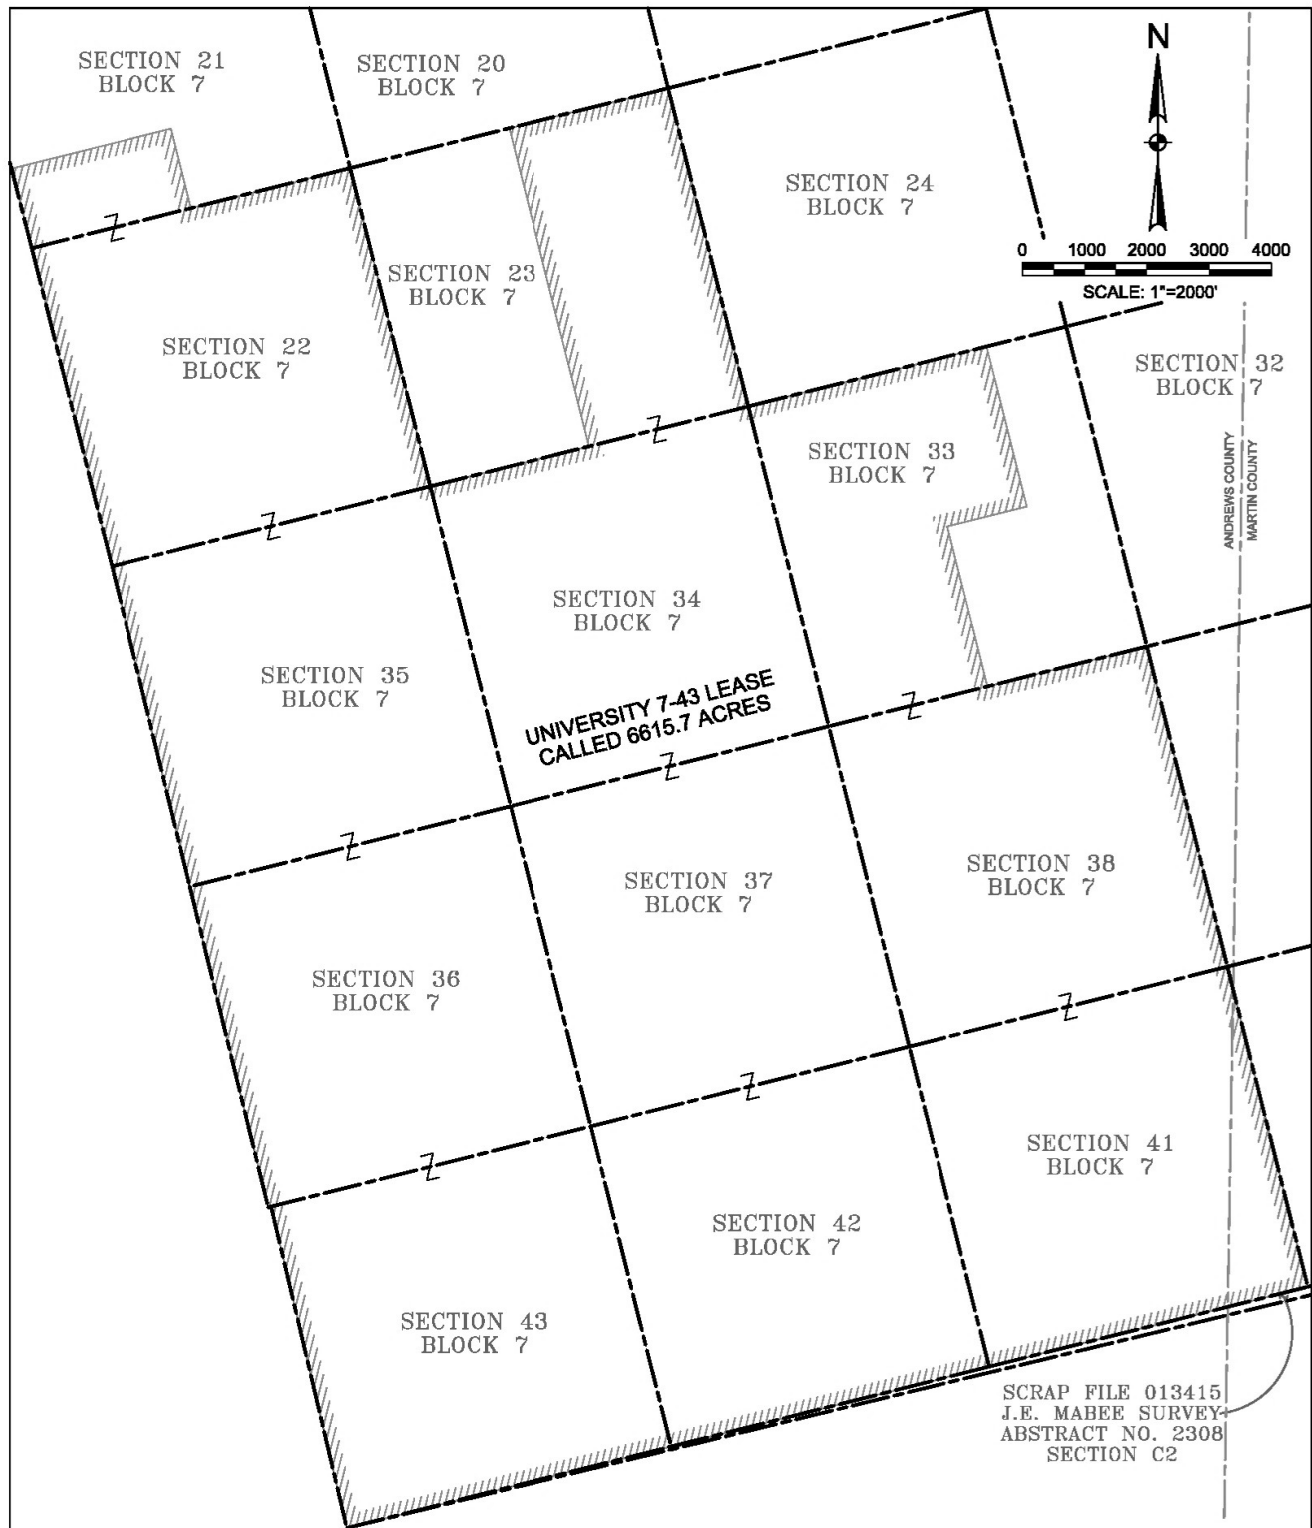 SECTION 21
BLOCK 7
SECTION 20
BLOCK 7
N
SECTION 24
BLOCK 7
0 1000 2000 3000 4000
SCALE: 1"=2000'
SECTION 23
BLOCK 7
SECTION 22
BLOCK 7
SECTION 32
BLOCK 7
SECTION 33
BLOCK 7
ANDREWS COUNTY
MARTIN COUNTY
SECTION 34
BLOCK 7
SECTION 35
BLOCK 7
UNIVERSITY 7-43 LEASE
CALLED 6615.7 ACRES
SECTION 38
BLOCK 7
SECTION 37
BLOCK 7
SECTION 36
BLOCK 7
SECTION 41
BLOCK 7
SECTION 42
BLOCK 7
SECTION 43
BLOCK 7
SCRAP FILE 013415
J.E. MABEE SURVEY
ABSTRACT NO. 2308
SECTION C2